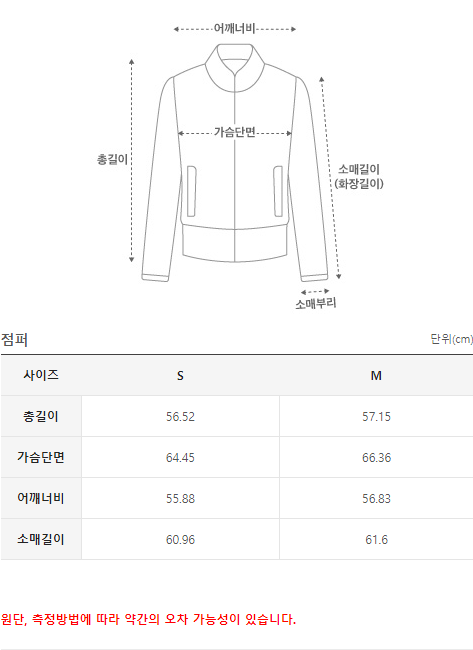 어깨너비
가슴단면
총길이
소매길이
(화장길이)
소매부리
점퍼 단위(cm)
사이즈 S M
총길이 56.52 57.15
가슴단면 64.45 66.36
어깨너비 55.88 56.83
소매길이 60.96 61.6
원단, 측정방법에 따라 약간의 오차 가능성이 있습니다.